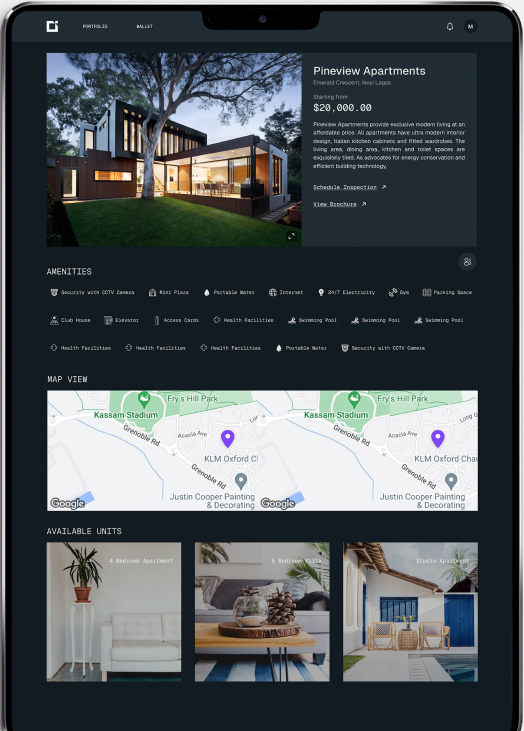 PORTFOLIO
WALLET
M
Pineview Apartments
Emerald Crescent, Ikoyi Lagos
Starting from
$20,000.00
Pineview Apartments provide exclusive modern living at an
affordable price. All apartments have ultra modern interior
design, Italian kitchen cabinets and fitted wardrobes. The
living area, dining area, kitchen and toilet spaces are
exquisitely tiled. As advocates for energy conservation and
efficient building technology.
Schedule Inspection
View Brochure
AMENITIES
Security with CCTV Camera
Mini Plaza
Portable Water
Internet
24/7 Electricity
Gym
Parking Space
Club House
Elevator
Access Cards
Health Facilities
Swimming Pool
Swimming Pool
Swimming Pool
Health Facilities
Health Facilities
Health Facilities
Portable Water
Security with CCTV Camera
MAP VIEW
Fry's Hill Park
Kassam Stadium
Grenoble Rd
Acacia Ave
Lor
KLM Oxford Cl
Grenoble Rd
Justin Cooper Painting
& Decorating
Google
Fry's Hill Park
Kassam Stadium
Grenoble Rd
Acacia Ave
Long G
KLM Oxford Cha
Grenoble Rd
Justin Cooper Painting
& Decorating
Google
AVAILABLE UNITS
4 Bedroom Apartment
5 Bedroom Villa
Studio Apartment